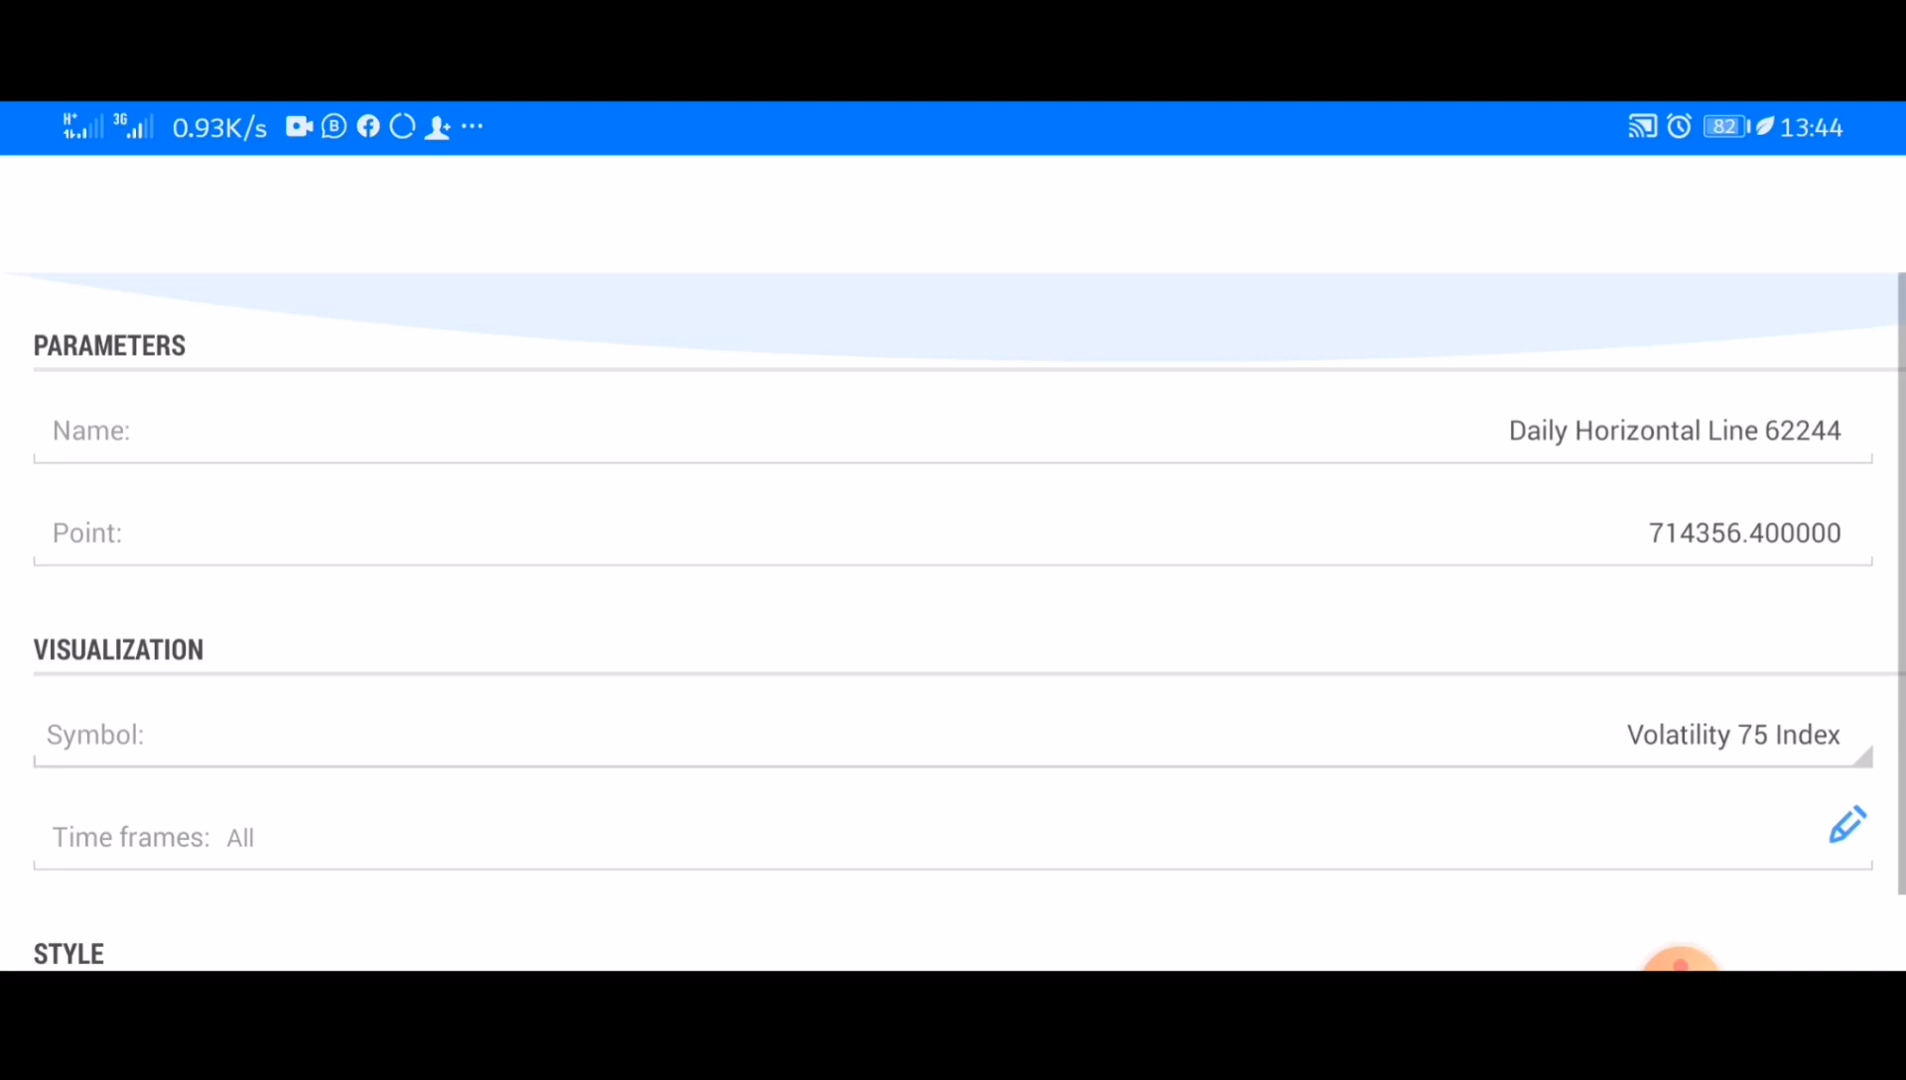 H+ 3G 0.93K/s B ... 82 13:44
PARAMETERS
Name: Daily Horizontal Line 62244
Point: 714356.400000
VISUALIZATION
Symbol: Volatility 75 Index
Time frames: All
STYLE